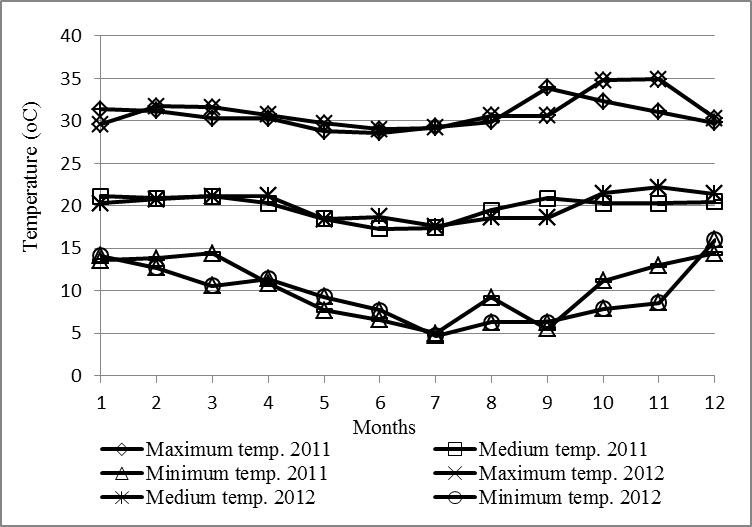 40
35
30
25
20
15
10
5
0
Temperature (oC)
1 2 3 4 5 6 7 8 9 10 11 12
Months
Maximum temp. 2011 Medium temp. 2011
Minimum temp. 2011 Maximum temp. 2012
Medium temp. 2012 Minimum temp. 2012